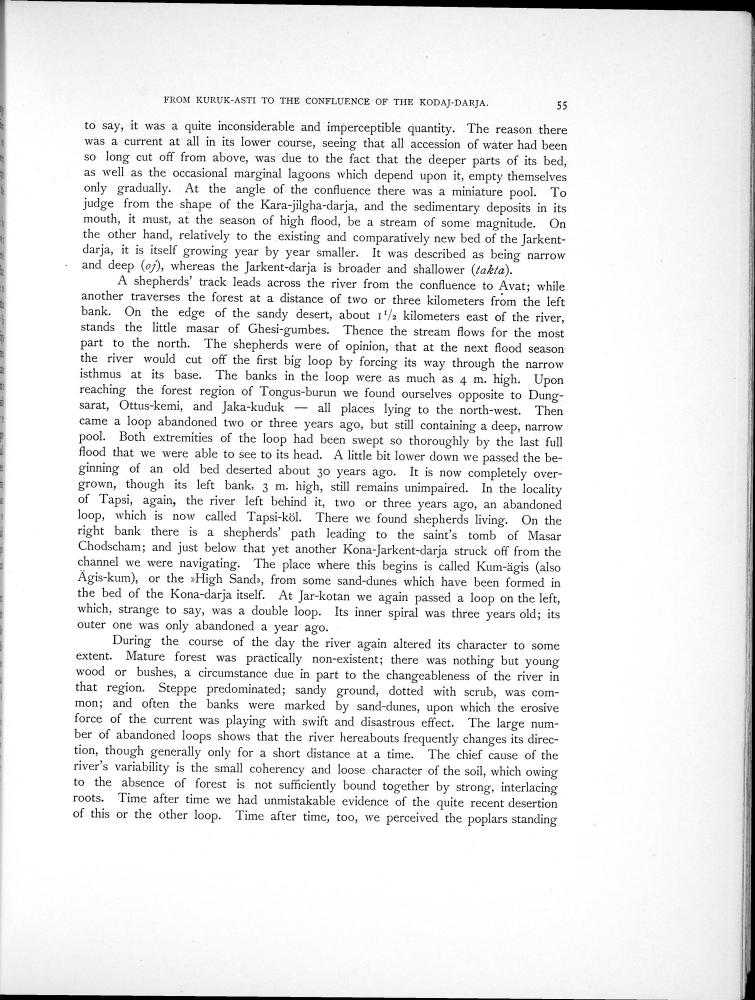 FROM KURUK-ASTI TO THE CONFLUENCE OF THE KODAJ-DARJA. 55
to say, it was a quite inconsiderable and imperceptible quantity. The reason there
was a current at all in its lower course, seeing that all accession of water had been
so long cut off from above, was due to the fact that the deeper parts of its bed,
as well as the occasional marginal lagoons which depend upon it, empty themselves
only gradually. At the angle of the confluence there was a miniature pool. To
judge from the shape of the Kara-jilgha-darja, and the sedimentary deposits in its
mouth, it must, at the season of high flood, be a stream of some magnitude. On
the other hand, relatively to the existing and comparatively new bed of the Jarkent-
darja, it is itself growing year by year smaller. It was described as being narrow
and deep (oj), whereas the Jarkent-darja is broader and shallower (takta).
A shepherds' track leads across the river from the confluence to Avat; while
another traverses the forest at a distance of two or three kilometers from the left
bank. On the edge of the sandy desert, about 1 1/2 kilometers east of the river,
stands the little masar of Ghesi-gumbes. Thence the stream flows for the most
part to the north. The shepherds were of opinion, that at the next flood season
the river would cut off the first big loop by forcing its way through the narrow
isthmus at its base. The banks in the loop were as much as 4 m. high. Upon
reaching the forest region of Tongus-burun we found ourselves opposite to Dung-
sarat, Ottus-kemi, and Jaka-kuduk — all places lying to the north-west. Then
came a loop abandoned two or three years ago, but still containing a deep, narrow
pool. Both extremities of the loop had been swept so thoroughly by the last full
flood that we were able to see to its head. A little bit lower down we passed the be-
ginning of an old bed deserted about 30 years ago. It is now completely over-
grown, though its left bank, 3 m. high, still remains unimpaired. In the locality
of Tapsi, again, the river left behind it, two or three years ago, an abandoned
loop, which is now called Tapsi-köl. There we found shepherds living. On the
right bank there is a shepherds' path leading to the saint's tomb of Masar
Chodscham; and just below that yet another Kona-Jarkent-darja struck off from the
channel we were navigating. The place where this begins is called Kum-ägis (also
Ägis-kum), or the »High Sand», from some sand-dunes which have been formed in
the bed of the Kona-darja itself. At Jar-kotan we again passed a loop on the left,
which, strange to say, was a double loop. Its inner spiral was three years old; its
outer one was only abandoned a year ago.
During the course of the day the river again altered its character to some
extent. Mature forest was practically non-existent; there was nothing but young
wood or bushes, a circumstance due in part to the changeableness of the river in
that region. Steppe predominated; sandy ground, dotted with scrub, was com-
mon; and often the banks were marked by sand-dunes, upon which the erosive
force of the current was playing with swift and disastrous effect. The large num-
ber of abandoned loops shows that the river hereabouts frequently changes its direc-
tion, though generally only for a short distance at a time. The chief cause of the
river's variability is the small coherency and loose character of the soil, which owing
to the absence of forest is not sufficiently bound together by strong, interlacing
roots. Time after time we had unmistakable evidence of the quite recent desertion
of this or the other loop. Time after time, too, we perceived the poplars standing